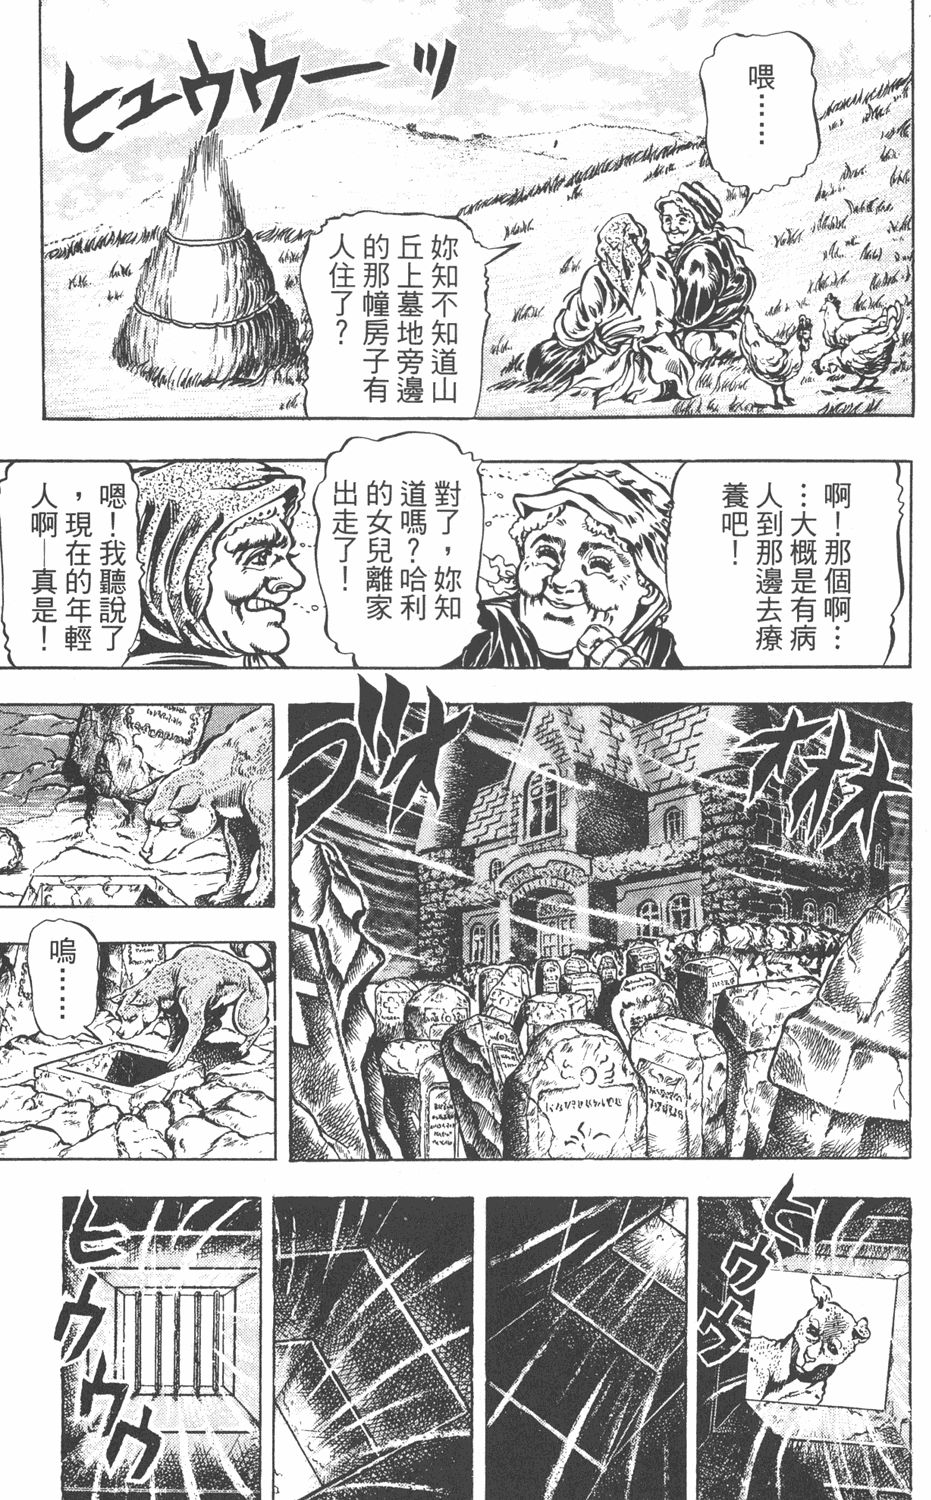 喂……
ヒュウウーッ
妳知不知道山
丘上墓地旁邊
的那幢房子有
人住了？
啊！那個啊…
…大概是有病
人到那邊去療
養吧！
對了，妳知
道嗎？哈利
的女兒離家
出走了！
嗯！我聽說了
，現在的年輕
人啊—真是！
オオオ
ブオ
嗚……
ヒウウ
ヒウウウ